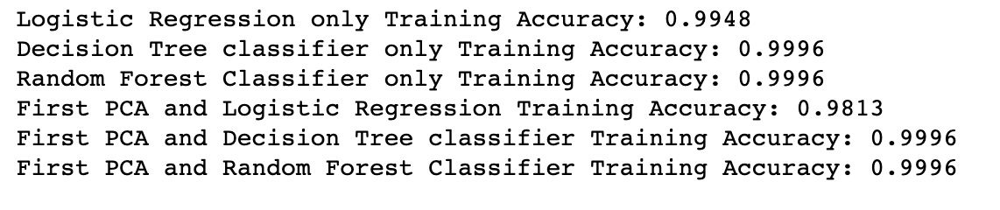 Logistic Regression only Training Accuracy: 0.9948
Decision Tree classifier only Training Accuracy: 0.9996
Random Forest Classifier only Training Accuracy: 0.9996
First PCA and Logistic Regression Training Accuracy: 0.9813
First PCA and Decision Tree classifier Training Accuracy: 0.9996
First PCA and Random Forest Classifier Training Accuracy: 0.9996